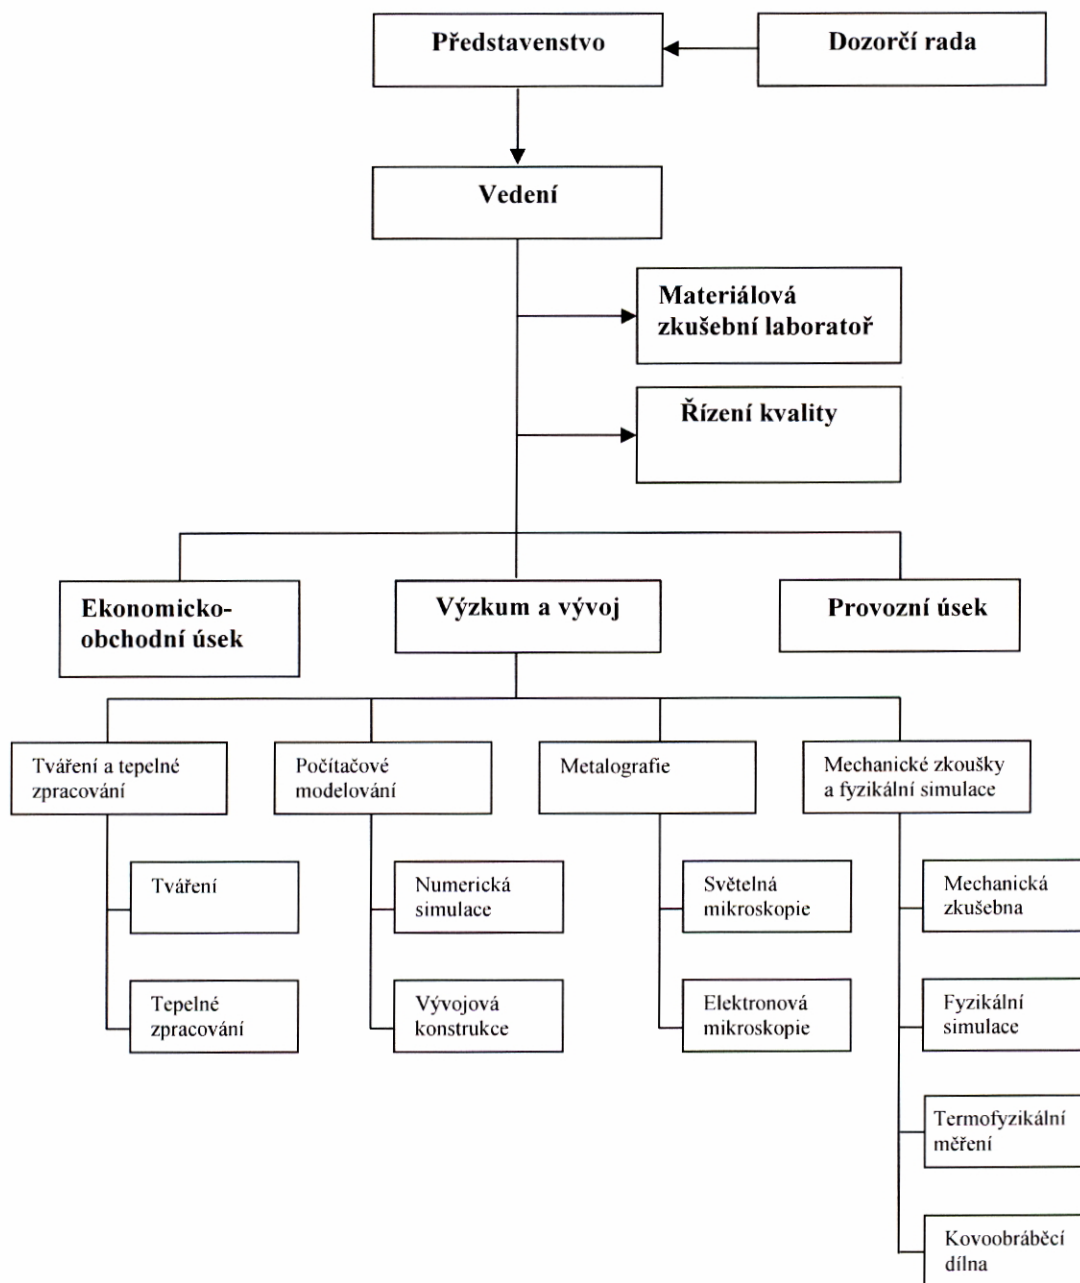 Představenstvo
Dozorčí rada
Vedení
Materiálová
zkušební laboratoř
Řízení kvality
Ekonomicko-
obchodní úsek
Výzkum a vývoj
Provozní úsek
Tváření a tepelné
zpracování
Počítačové
modelování
Metalografie
Mechanické zkoušky
a fyzikální simulace
Tváření
Numerická
simulace
Světelná
mikroskopie
Mechanická
zkušebna
Tepelné
zpracování
Vývojová
konstrukce
Elektronová
mikroskopie
Fyzikální
simulace
Termofyzikální
měření
Kovoobráběcí
dílna